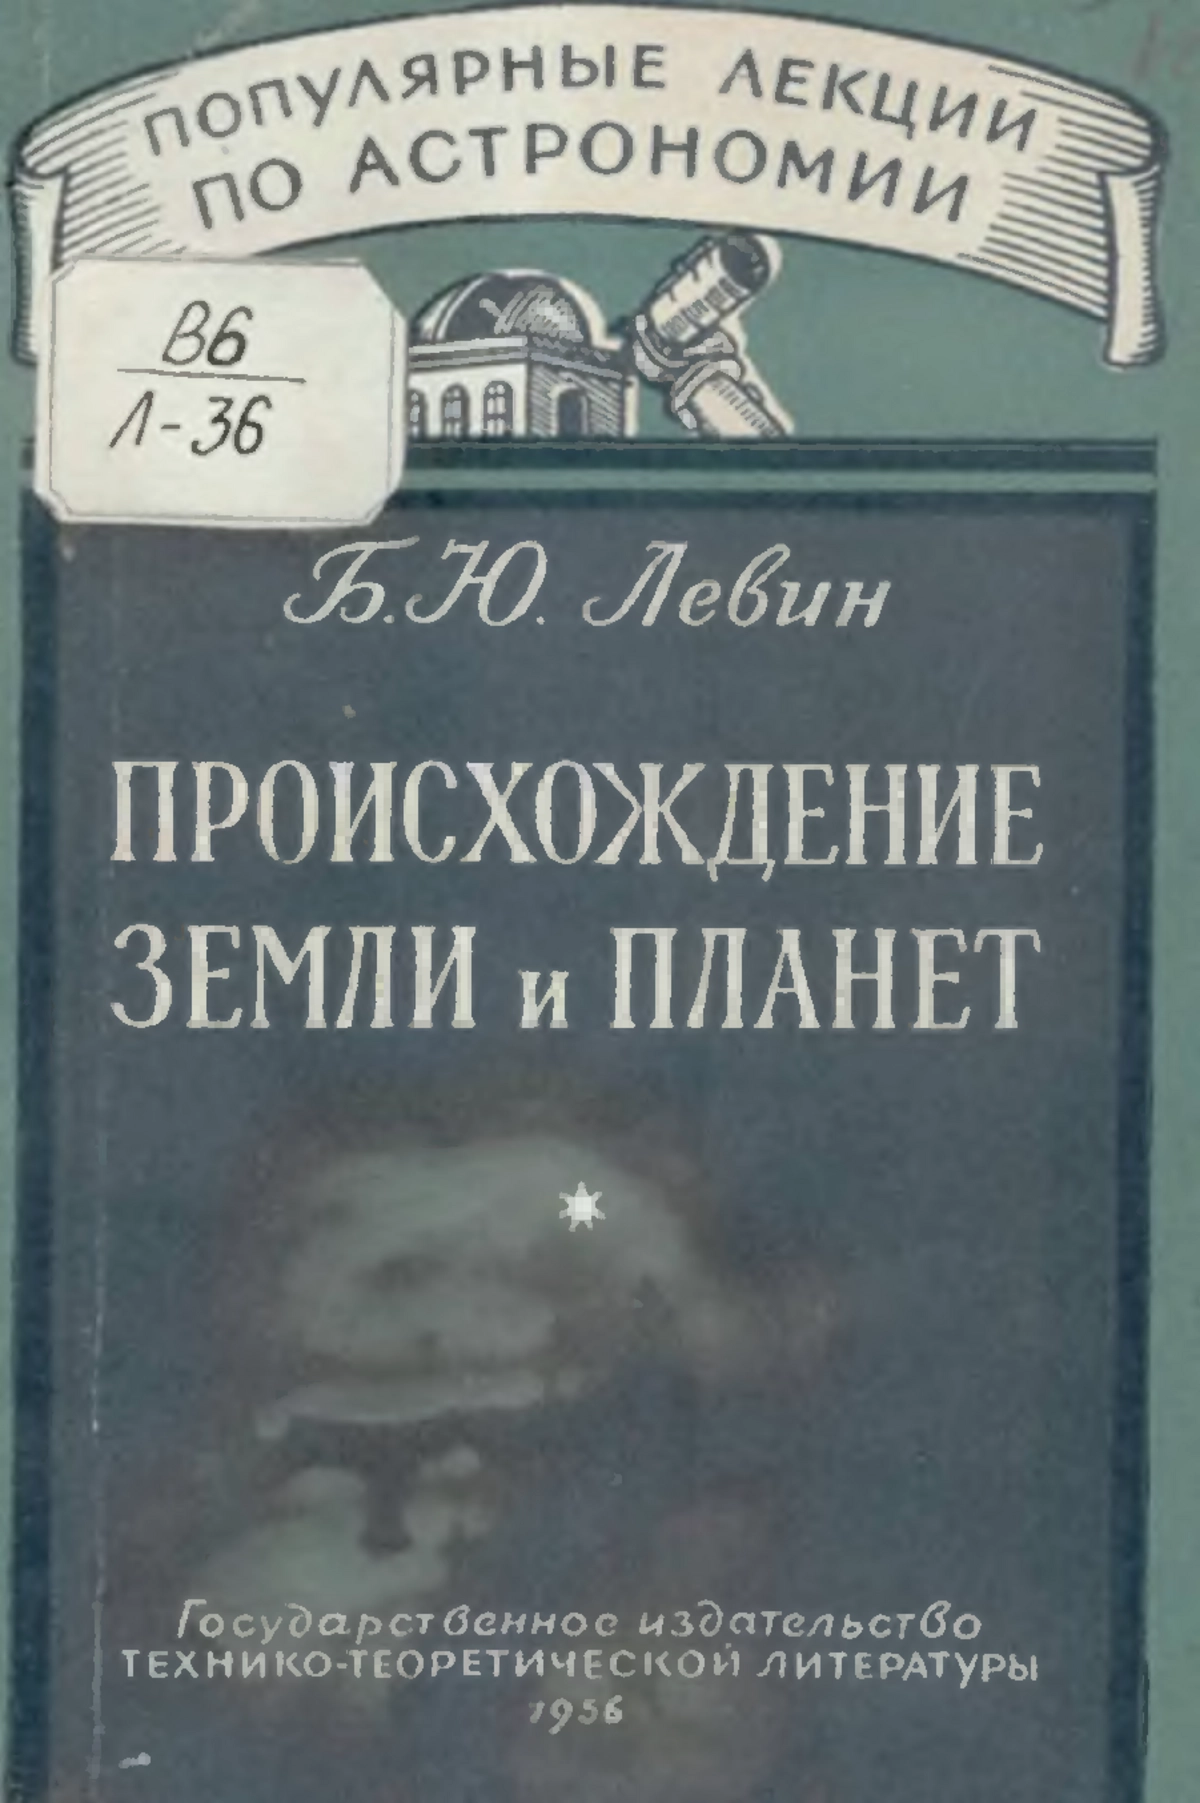 ПОПУЛЯРНЫЕ ЛЕКЦИИ
ПО АСТРОНОМИИ
В6
Л-36
Б.Ю. Левин
ПРОИСХОЖДЕНИЕ
ЗЕМЛИ и ПЛАНЕТ
Государственное издательство
ТЕХНИКО-ТЕОРЕТИЧЕСКОЙ ЛИТЕРАТУРЫ
1956